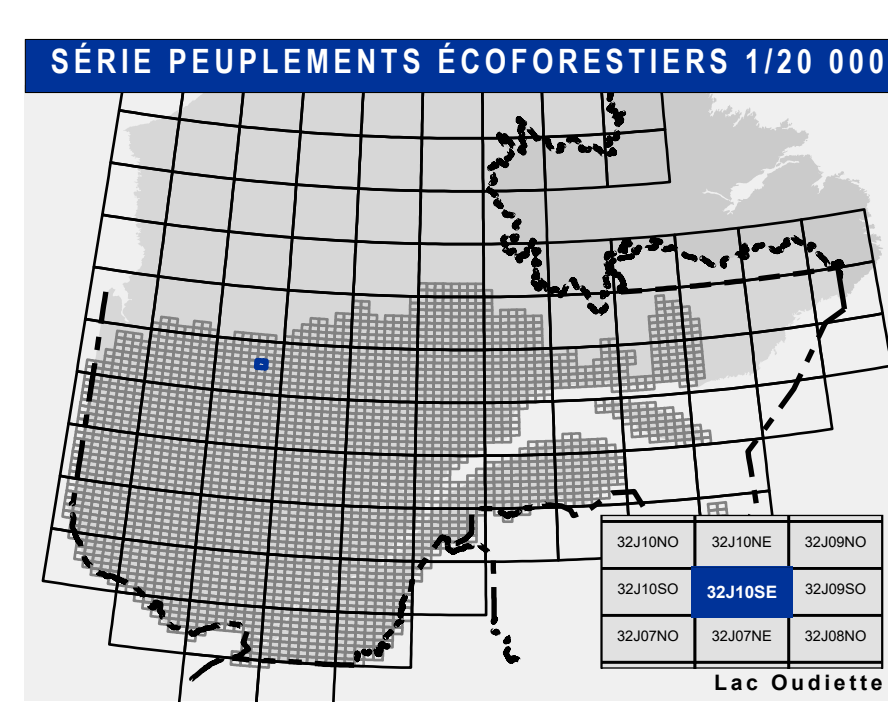 SÉRIE PEUPLEMENTS ÉCOFORESTIERS 1/20 000
32J10NO 32J10NE 32J09NO
32J10SO 32J10SE 32J09SO
32J07NO 32J07NE 32J08NO
Lac Oudiette